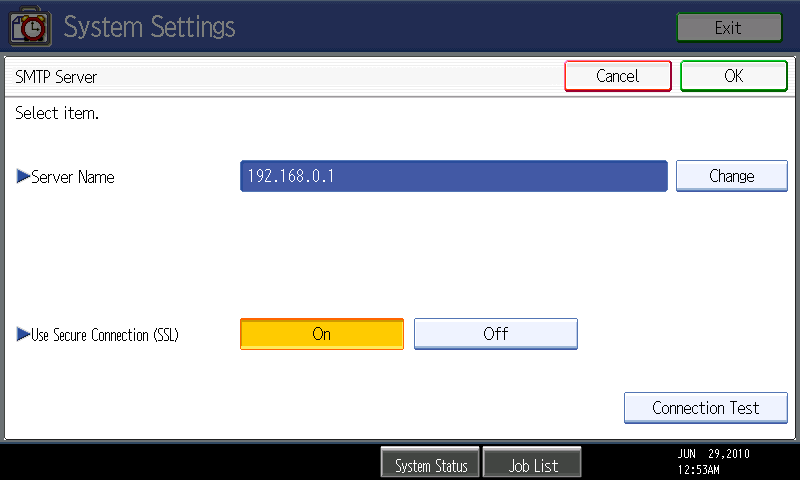 System Settings
Exit
SMTP Server
Cancel
OK
Select item.
Server Name
192.168.0.1
Change
Use Secure Connection (SSL)
On
Off
Connection Test
System Status
Job List
JUN 29,2010
12:53AM